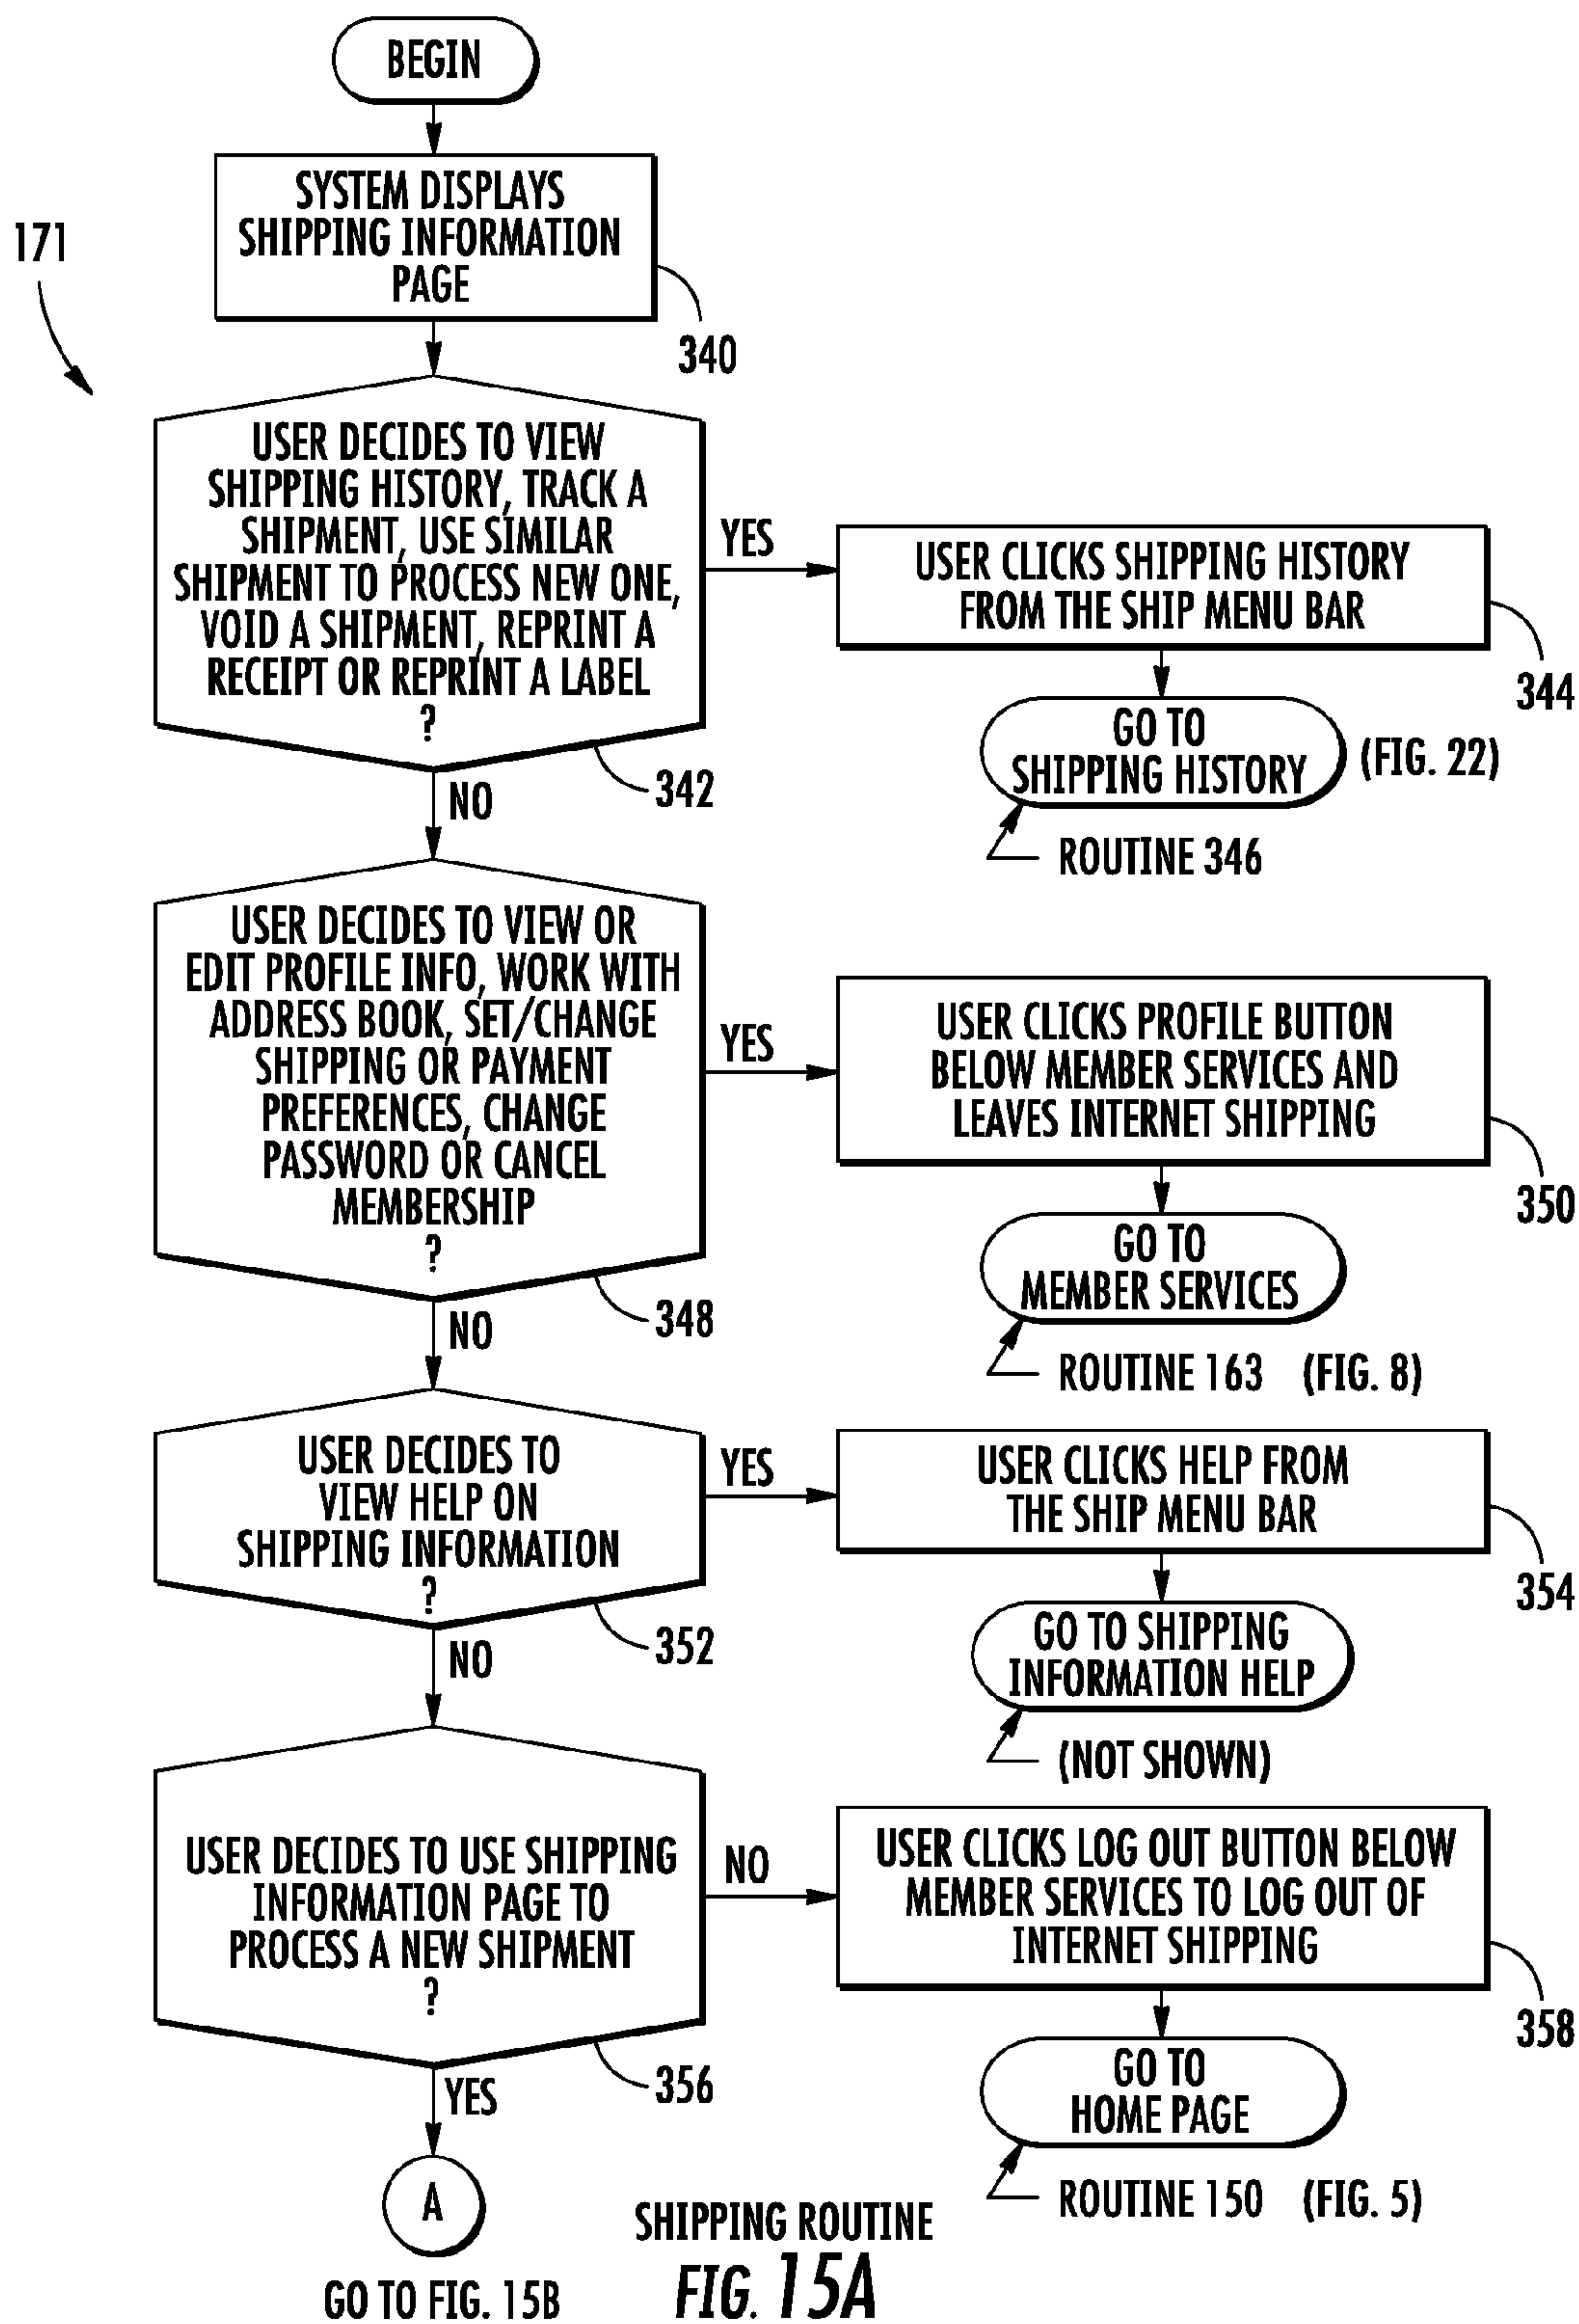 BEGIN
SYSTEM DISPLAYS
SHIPPING INFORMATION
PAGE
171
340
USER DECIDES TO VIEW
SHIPPING HISTORY, TRACK A
SHIPMENT, USE SIMILAR
SHIPMENT TO PROCESS NEW ONE,
VOID A SHIPMENT, REPRINT A
RECEIPT OR REPRINT A LABEL
?
342
YES
USER CLICKS SHIPPING HISTORY
FROM THE SHIP MENU BAR
344
GO TO
SHIPPING HISTORY
(FIG. 22)
ROUTINE 346
NO
USER DECIDES TO VIEW OR
EDIT PROFILE INFO, WORK WITH
ADDRESS BOOK, SET/CHANGE
SHIPPING OR PAYMENT
PREFERENCES, CHANGE
PASSWORD OR CANCEL
MEMBERSHIP
?
348
YES
USER CLICKS PROFILE BUTTON
BELOW MEMBER SERVICES AND
LEAVES INTERNET SHIPPING
350
GO TO
MEMBER SERVICES
ROUTINE 163 (FIG. 8)
NO
USER DECIDES TO
VIEW HELP ON
SHIPPING INFORMATION
?
352
YES
USER CLICKS HELP FROM
THE SHIP MENU BAR
354
GO TO SHIPPING
INFORMATION HELP
(NOT SHOWN)
NO
USER DECIDES TO USE SHIPPING
INFORMATION PAGE TO
PROCESS A NEW SHIPMENT
?
356
NO
USER CLICKS LOG OUT BUTTON BELOW
MEMBER SERVICES TO LOG OUT OF
INTERNET SHIPPING
358
GO TO
HOME PAGE
ROUTINE 150 (FIG. 5)
YES
A
GO TO FIG. 15B
SHIPPING ROUTINE
FIG. 15A